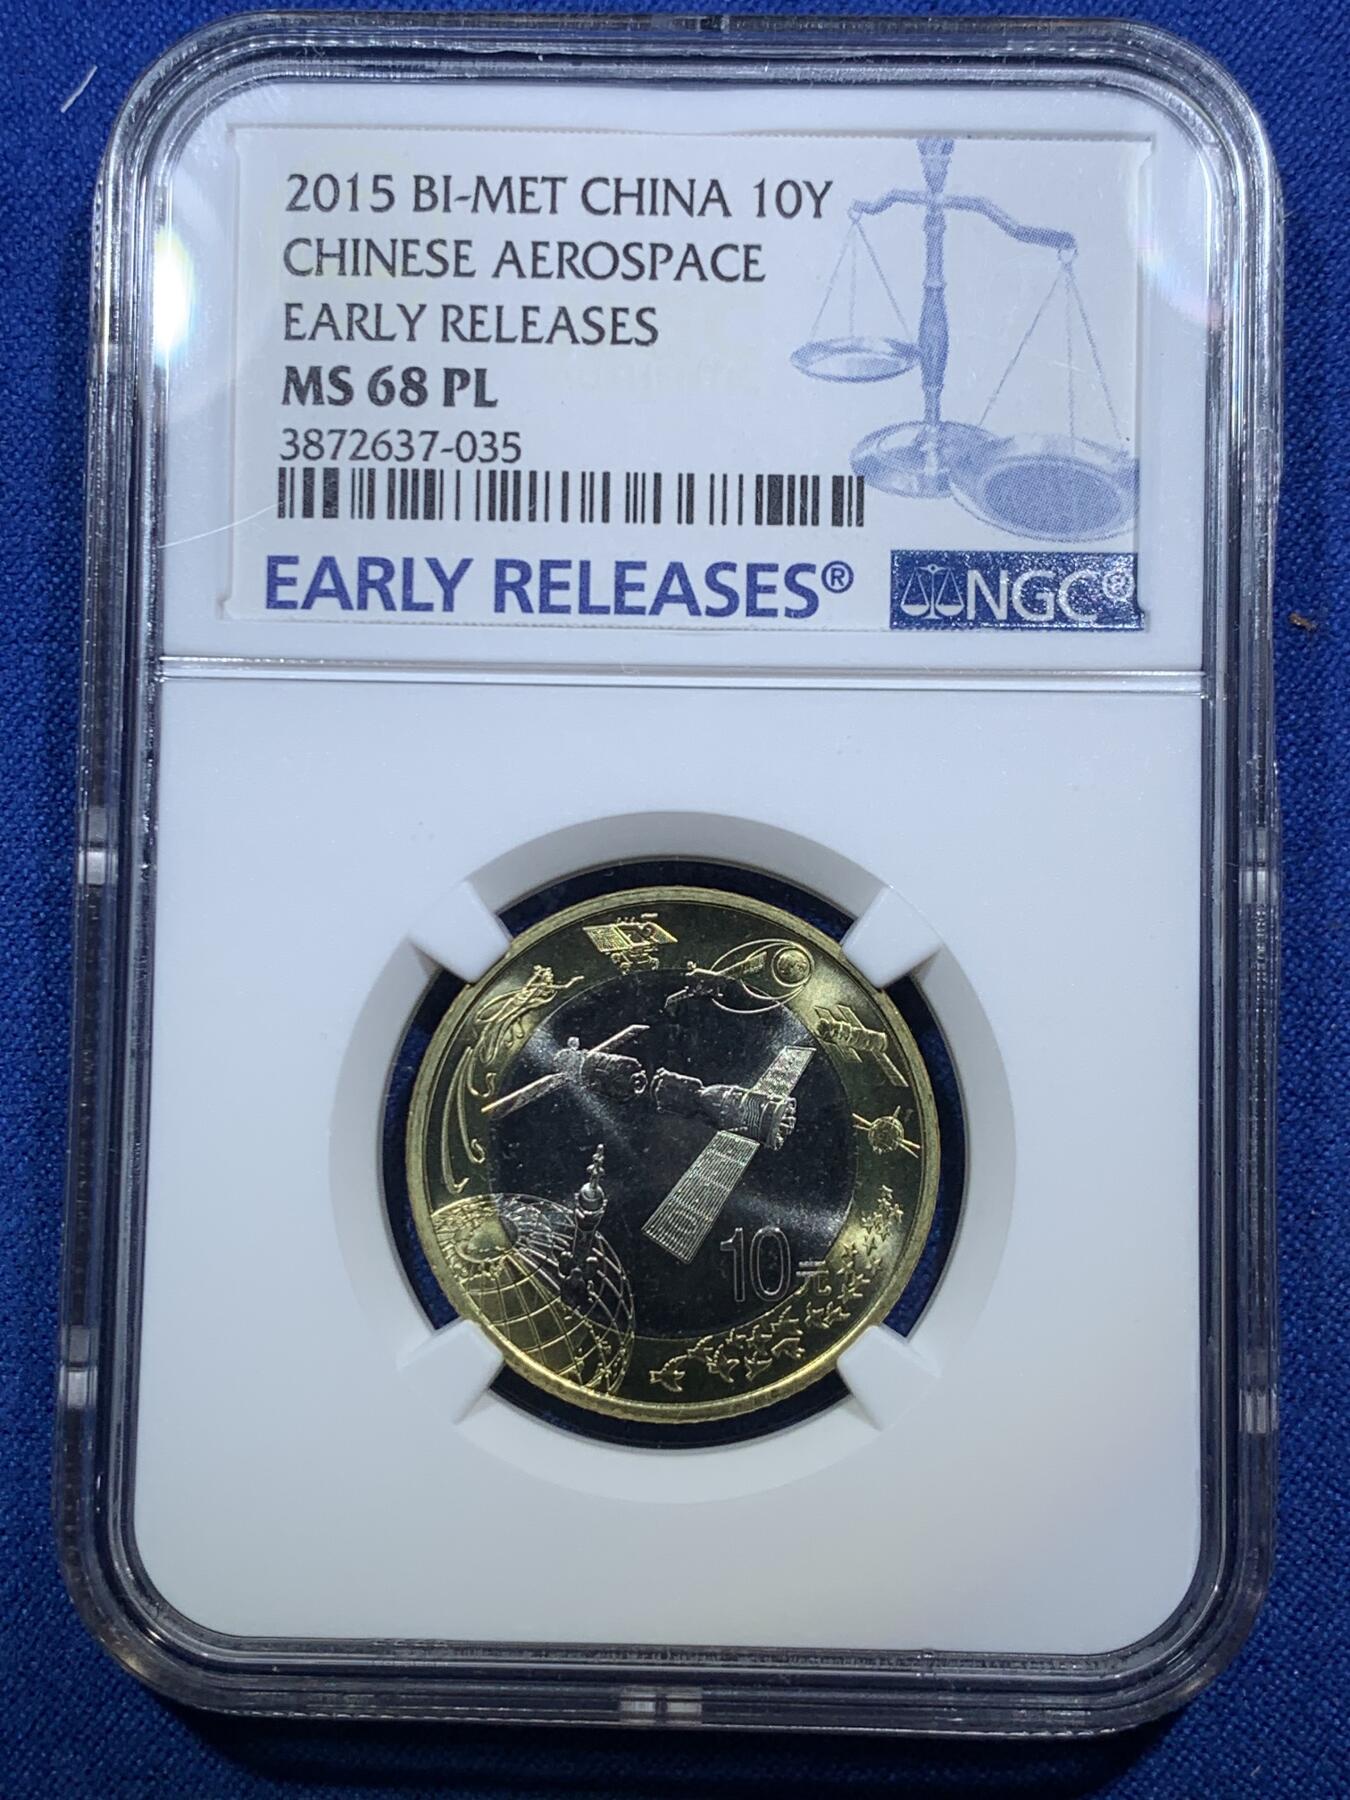 2015 BI-MET CHINA 10Y
CHINESE AEROSPACE
EARLY RELEASES
MS 68 PL
3872637-035
EARLY RELEASES®
NGC®
10元